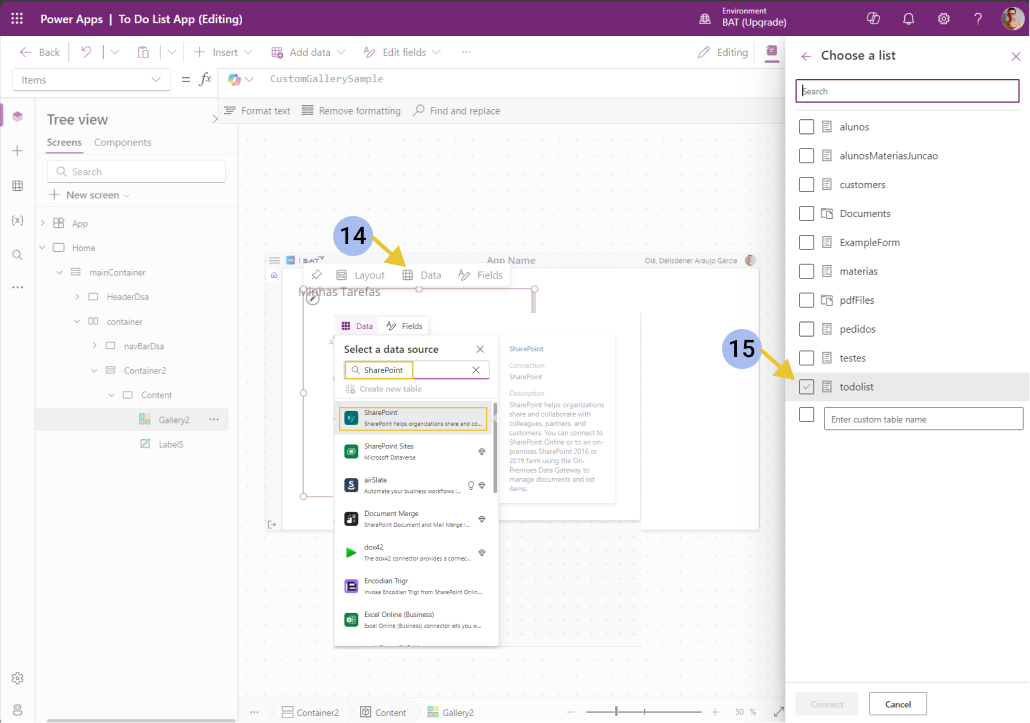 Power Apps | To Do List App (Editing)
Environment
BAT (Upgrade)
Back
Insert
Add data
Edit fields
Editing
Items
= fx
CustomGallerySample
Format text
Remove formatting
Find and replace
Tree view
Screens
Components
Search
New screen
App
Home
mainContainer
HeaderDsa
container
navBarDsa
Container2
Content
Gallery2
Label5
14
BAT
App Name
Olá, Delisdener Araujo Garcia
Layout
Data
Fields
Minhas Tarefas
Data
Fields
Select a data source
SharePoint
Create new table
SharePoint
SharePoint helps organizations share and co...
SharePoint Sites
Microsoft Dataverse
airSlate
Automate your business workflows i...
Document Merge
SharePoint Document and Mail Merge i...
dox42
The dox42 connector provides a connec...
Encodian Trigr
Invoke Encodian Trigr from SharePoint Onlin...
Excel Online (Business)
Excel Online (Business) connector lets you w...
SharePoint
Connection
SharePoint
Description
SharePoint helps organizations
share and collaborate with
colleagues, partners, and
customers. You can connect to
SharePoint Online or to an on-
premises SharePoint 2016 or
2019 farm using the On-
Premises Data Gateway to
manage documents and list
items.
15
Choose a list
Search
alunos
alunosMateriasJuncao
customers
Documents
ExampleForm
materias
pdfFiles
pedidos
testes
todolist
Enter custom table name
Connect
Cancel
Container2
Content
Gallery2
50 %